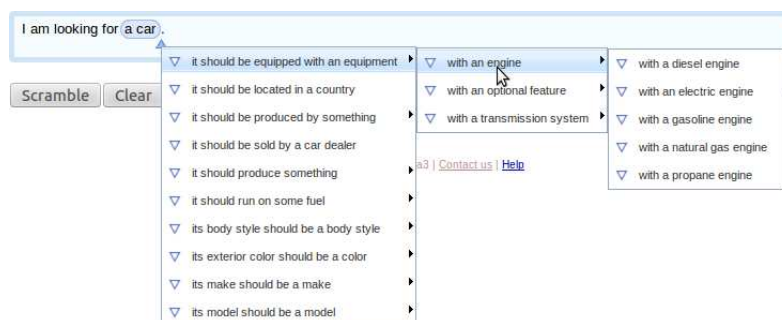 I am looking for a car.
it should be equipped with an equipment
it should be located in a country
it should be produced by something
it should be sold by a car dealer
it should produce something
it should run on some fuel
its body style should be a body style
its exterior color should be a color
its make should be a make
its model should be a model
with an engine
with an optional feature
with a transmission system
with a diesel engine
with an electric engine
with a gasoline engine
with a natural gas engine
with a propane engine
Scramble Clear
a3 | Contact us | Help